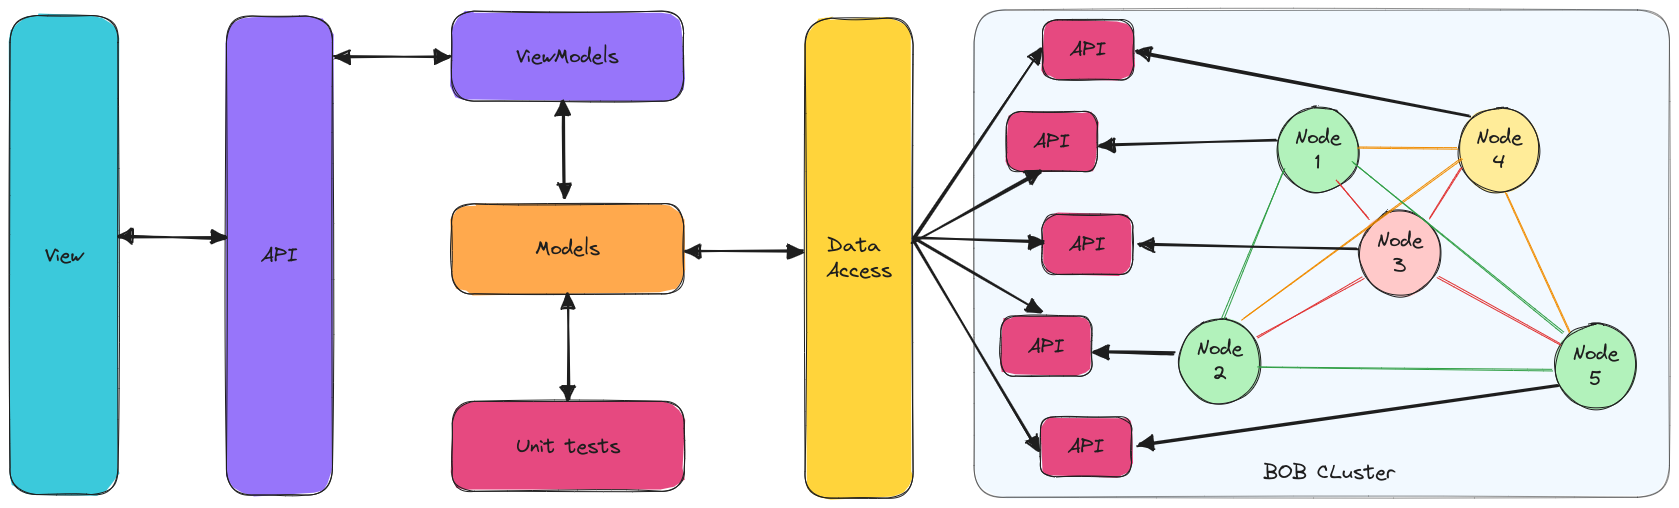 View
API
ViewModels
Models
Unit tests
Data
Access
API
API
API
API
API
Node
1
Node
4
Node
3
Node
2
Node
5
BOB CLuster